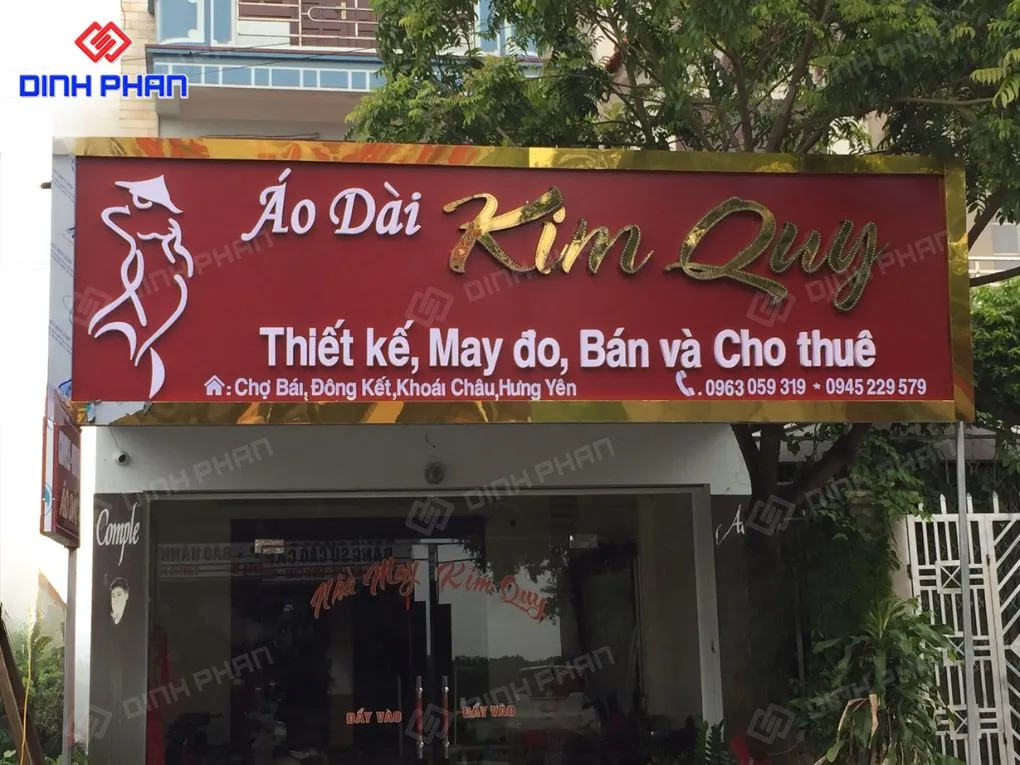 DINH PHAN
Áo Dài Kim Quy
Thiết kế, May đo, Bán và Cho thuê
: Chợ Bái, Đông Kết, Khoái Châu, Hưng Yên
: 0963 059 319 * 0945 229 579
Comple
Nhà May Kim Quy
ĐẨY VÀO
ĐẨY VÀO